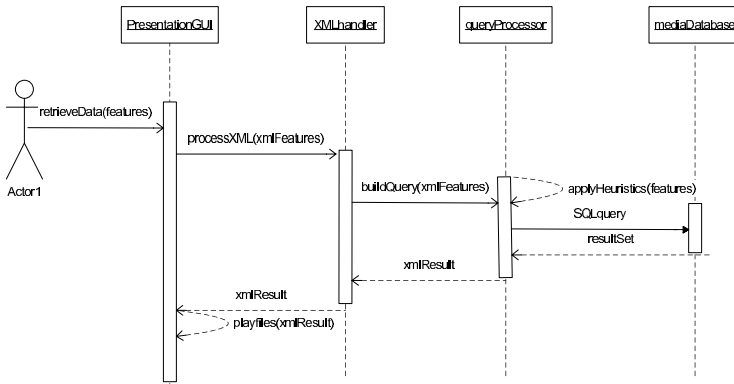 PresentationGUI
XMLhandler
queryProcessor
mediaDatabase
retrieveData(features)
Actor1
processXML(xmlFeatures)
buildQuery(xmlFeatures)
applyHeuristics(features)
SQLquery
resultSet
xmlResult
xmlResult
playfiles(xmlResult)